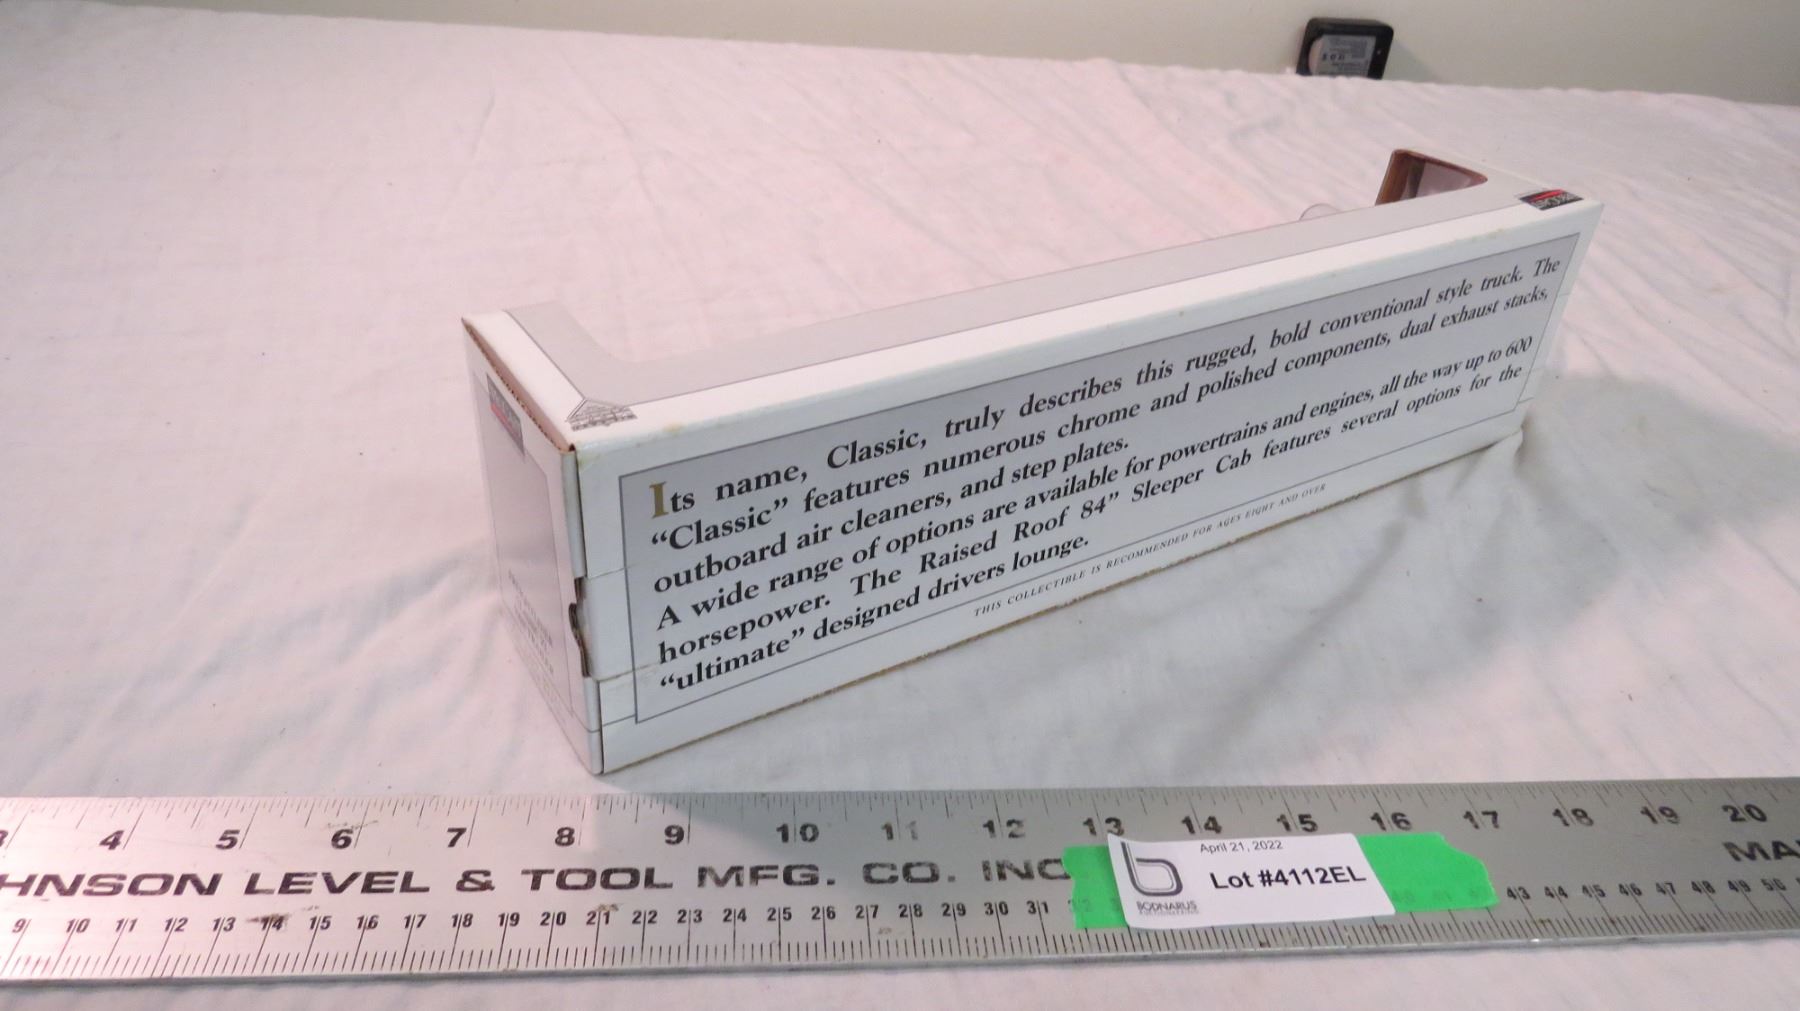 Its name, Classic, truly describes this rugged, bold conventional style truck. The
“Classic” features numerous chrome and polished components, dual exhaust stacks,
outboard air cleaners, and step plates.
A wide range of options are available for powertrains and engines, all the way up to 600
horsepower. The Raised Roof 84” Sleeper Cab features several options for the
“ultimate” designed drivers lounge.
THIS COLLECTIBLE IS RECOMMENDED FOR AGES EIGHT AND OVER
4 5 6 7 8 9 10 11 12 13 14 15 16 17 18 19 20
HNSON LEVEL & TOOL MFG. CO. INC
MA
April 21, 2022
Lot #4112EL
BODNARUS
9 10 11 12 13 14 15 16 17 18 19 20 21 22 23 24 25 26 27 28 29 30 31 43 44 45 46 47 48 49 50